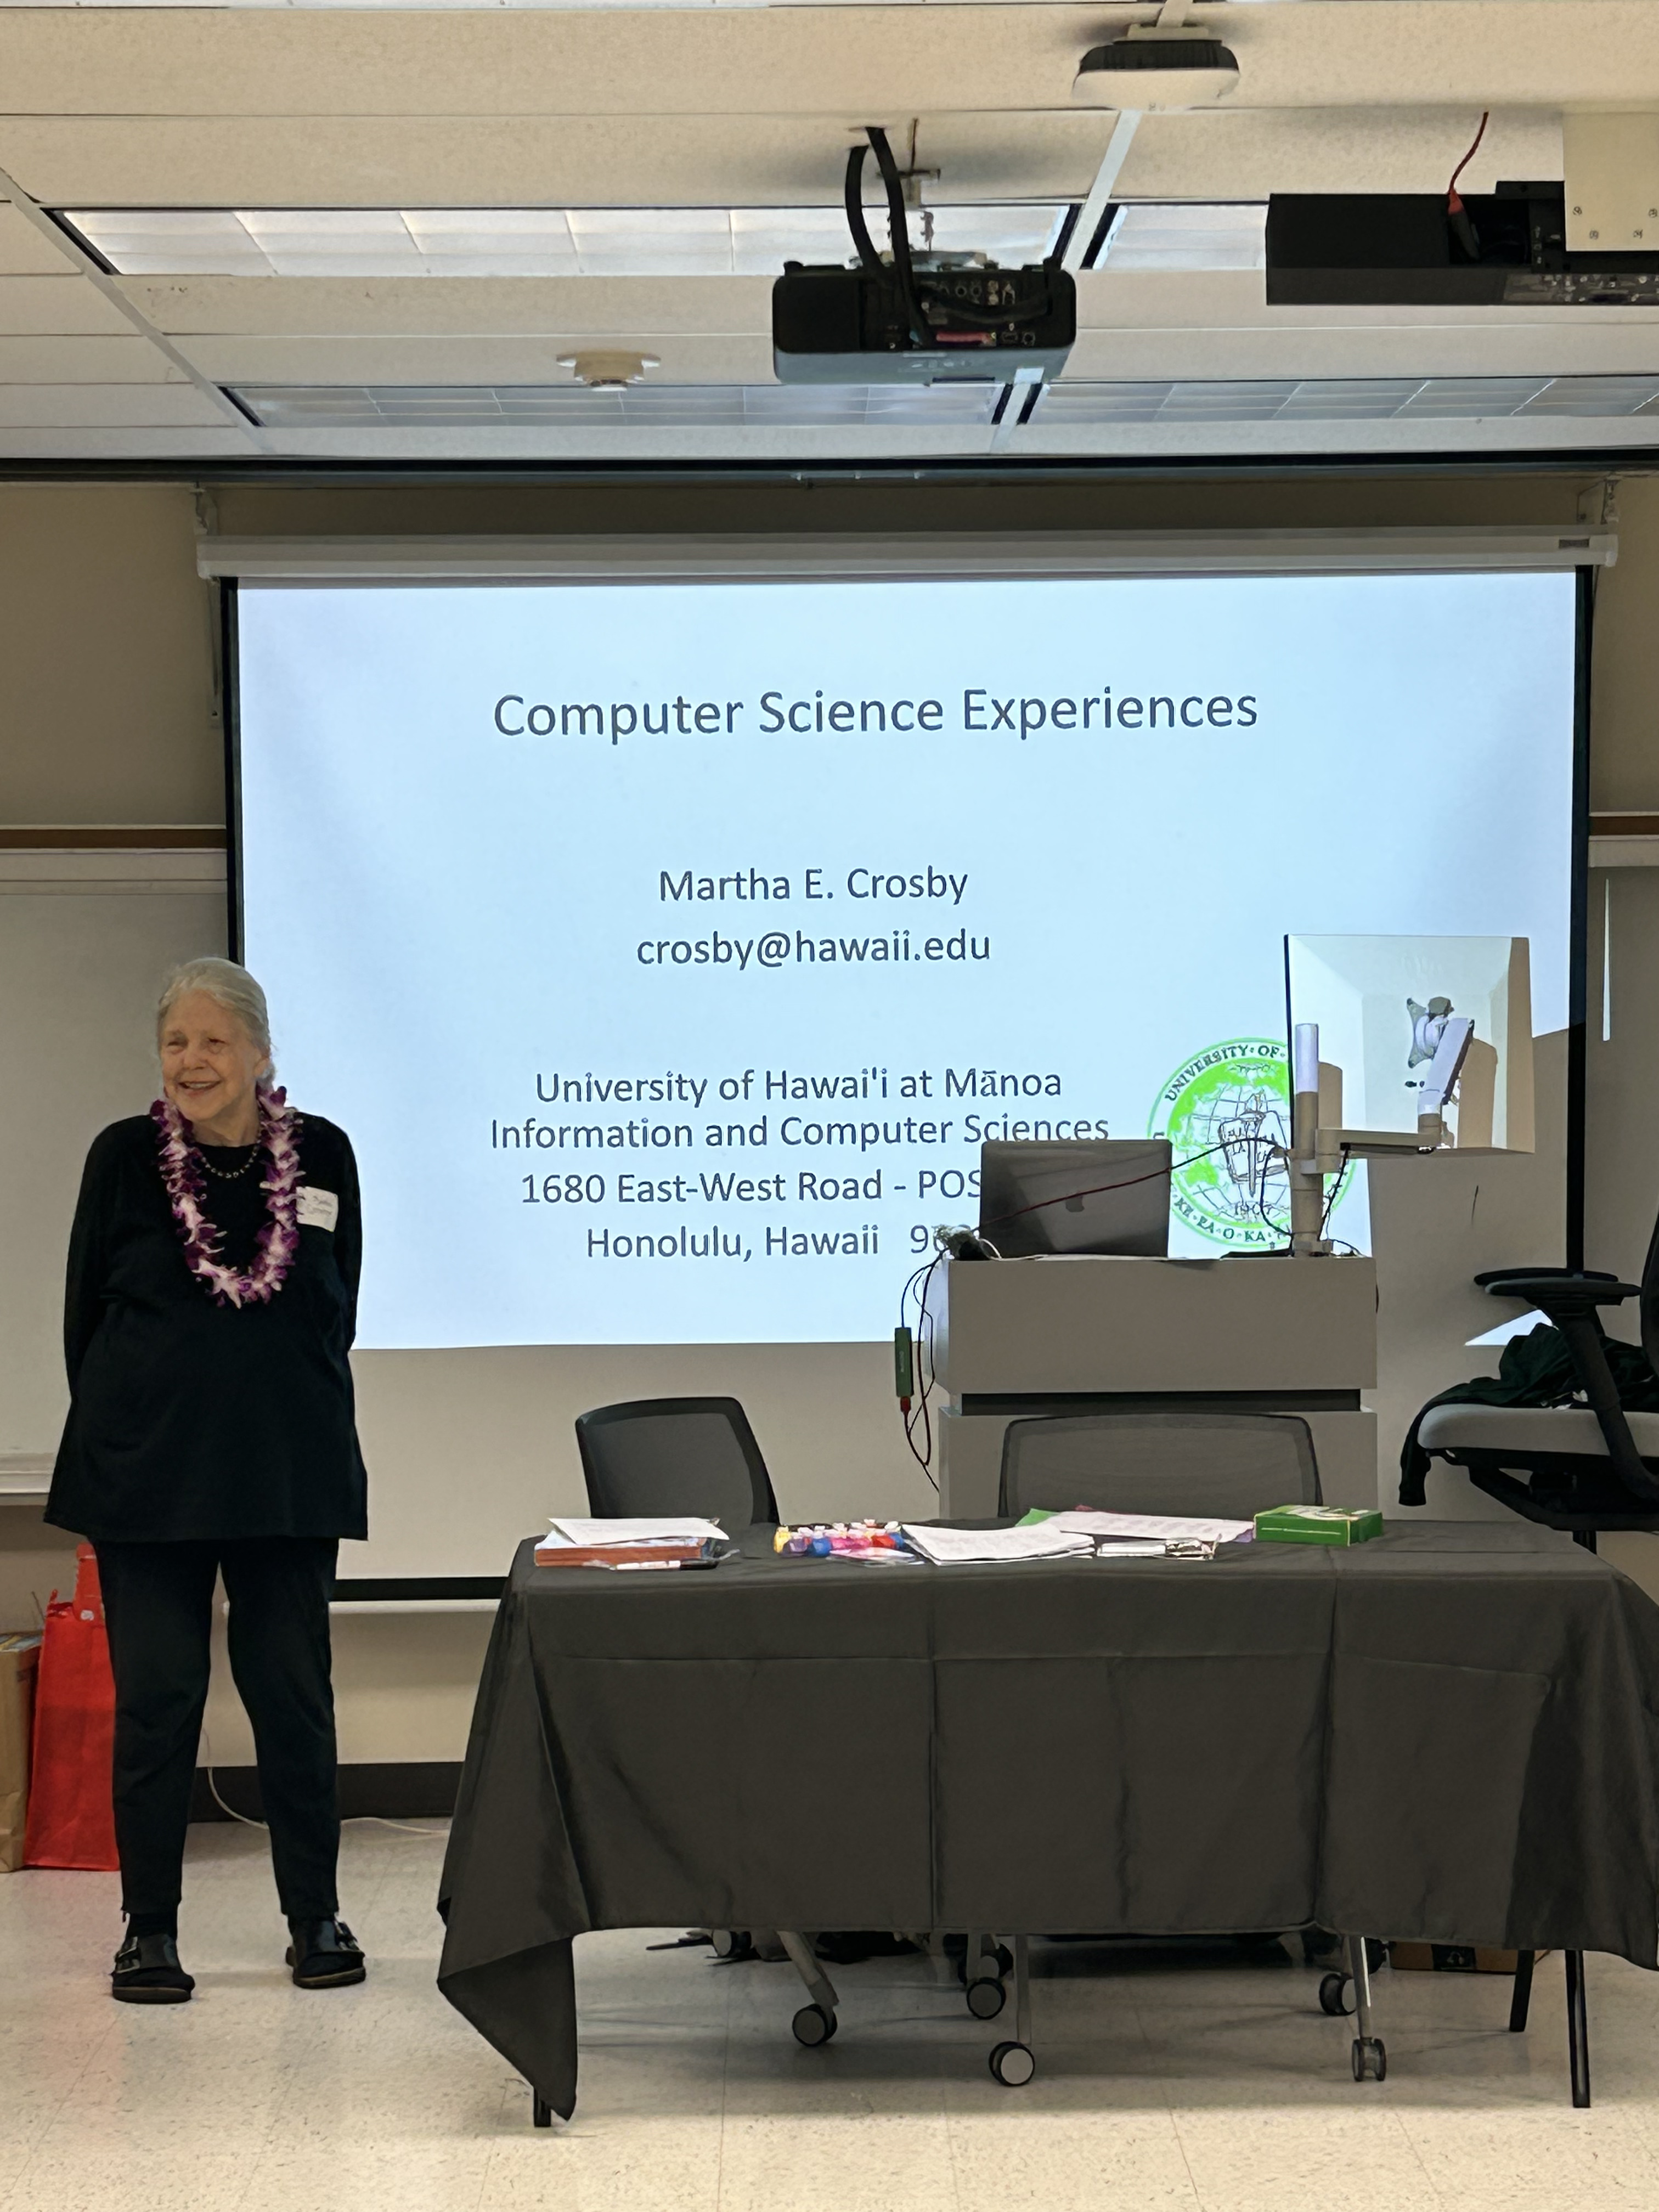 Computer Science Experiences
Martha E. Crosby
crosby@hawaii.edu
University of Hawai'i at Mānoa
Information and Computer Sciences
1680 East-West Road - POS
Honolulu, Hawaii 9
UNIVERSITY · OF